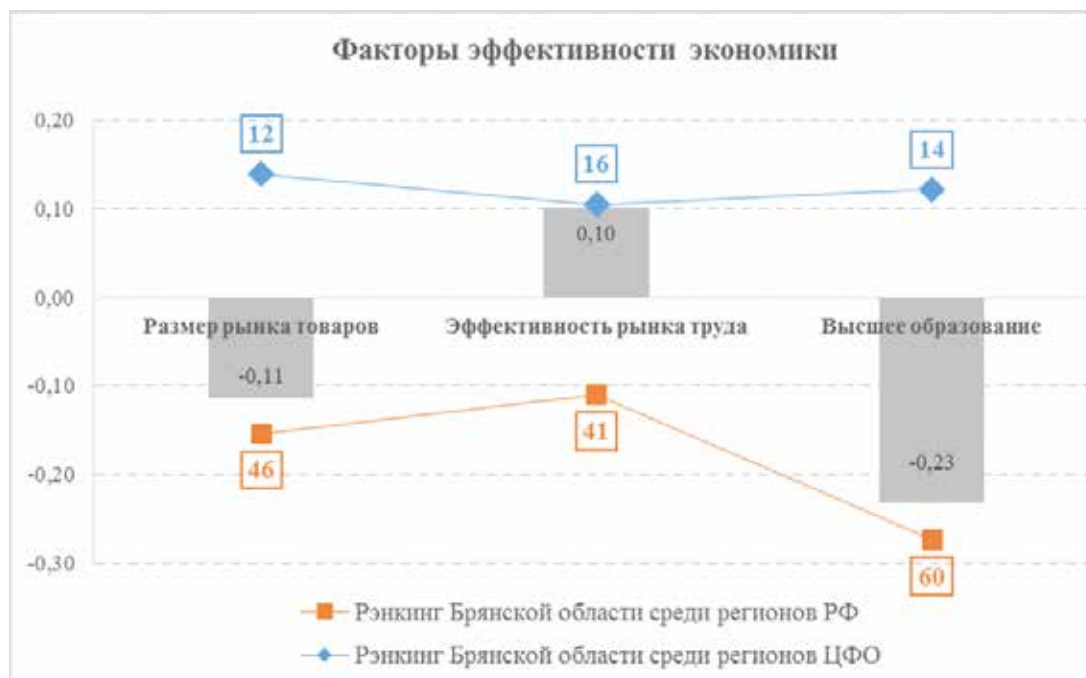 Факторы эффективности экономики
0,20
12
16
14
0,10
0,10
0,00
Размер рынка товаров
Эффективность рынка труда
Высшее образование
-0,11
-0,10
46
41
-0,20
-0,23
-0,30
60
Рэнкинг Брянской области среди регионов РФ
Рэнкинг Брянской области среди регионов ЦФО